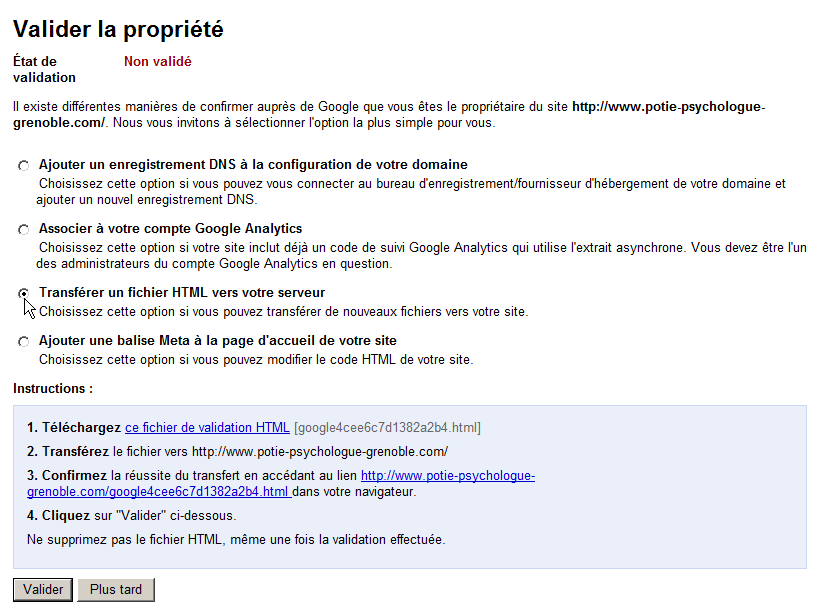 Valider la propriété
État de
validation
Non validé
Il existe différentes manières de confirmer auprès de Google que vous êtes le propriétaire du site http://www.potie-psychologue-
grenoble.com/. Nous vous invitons à sélectionner l'option la plus simple pour vous.
Ajouter un enregistrement DNS à la configuration de votre domaine
Choisissez cette option si vous pouvez vous connecter au bureau d'enregistrement/fournisseur d'hébergement de votre domaine et
ajouter un nouvel enregistrement DNS.
Associer à votre compte Google Analytics
Choisissez cette option si votre site inclut déjà un code de suivi Google Analytics qui utilise l'extrait asynchrone. Vous devez être l'un
des administrateurs du compte Google Analytics en question.
Transférer un fichier HTML vers votre serveur
Choisissez cette option si vous pouvez transférer de nouveaux fichiers vers votre site.
Ajouter une balise Meta à la page d'accueil de votre site
Choisissez cette option si vous pouvez modifier le code HTML de votre site.
Instructions :
1. Téléchargez ce fichier de validation HTML [google4cee6c7d1382a2b4.html]
2. Transférez le fichier vers http://www.potie-psychologue-grenoble.com/
3. Confirmez la réussite du transfert en accédant au lien http://www.potie-psychologue-
grenoble.com/google4cee6c7d1382a2b4.html dans votre navigateur.
4. Cliquez sur "Valider" ci-dessous.
Ne supprimez pas le fichier HTML, même une fois la validation effectuée.
Valider
Plus tard